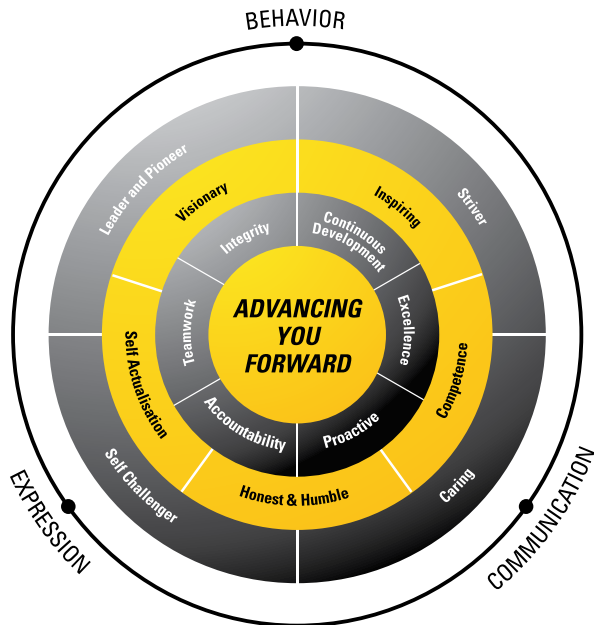 BEHAVIOR
Leader and Pioneer
Striver
Visionary
Inspiring
Integrity
Continuous
Development
Teamwork
Excellence
ADVANCING
YOU
FORWARD
Self Actualisation
Competence
Accountability
Proactive
Honest & Humble
Self Challenger
Caring
EXPRESSION
COMMUNICATION